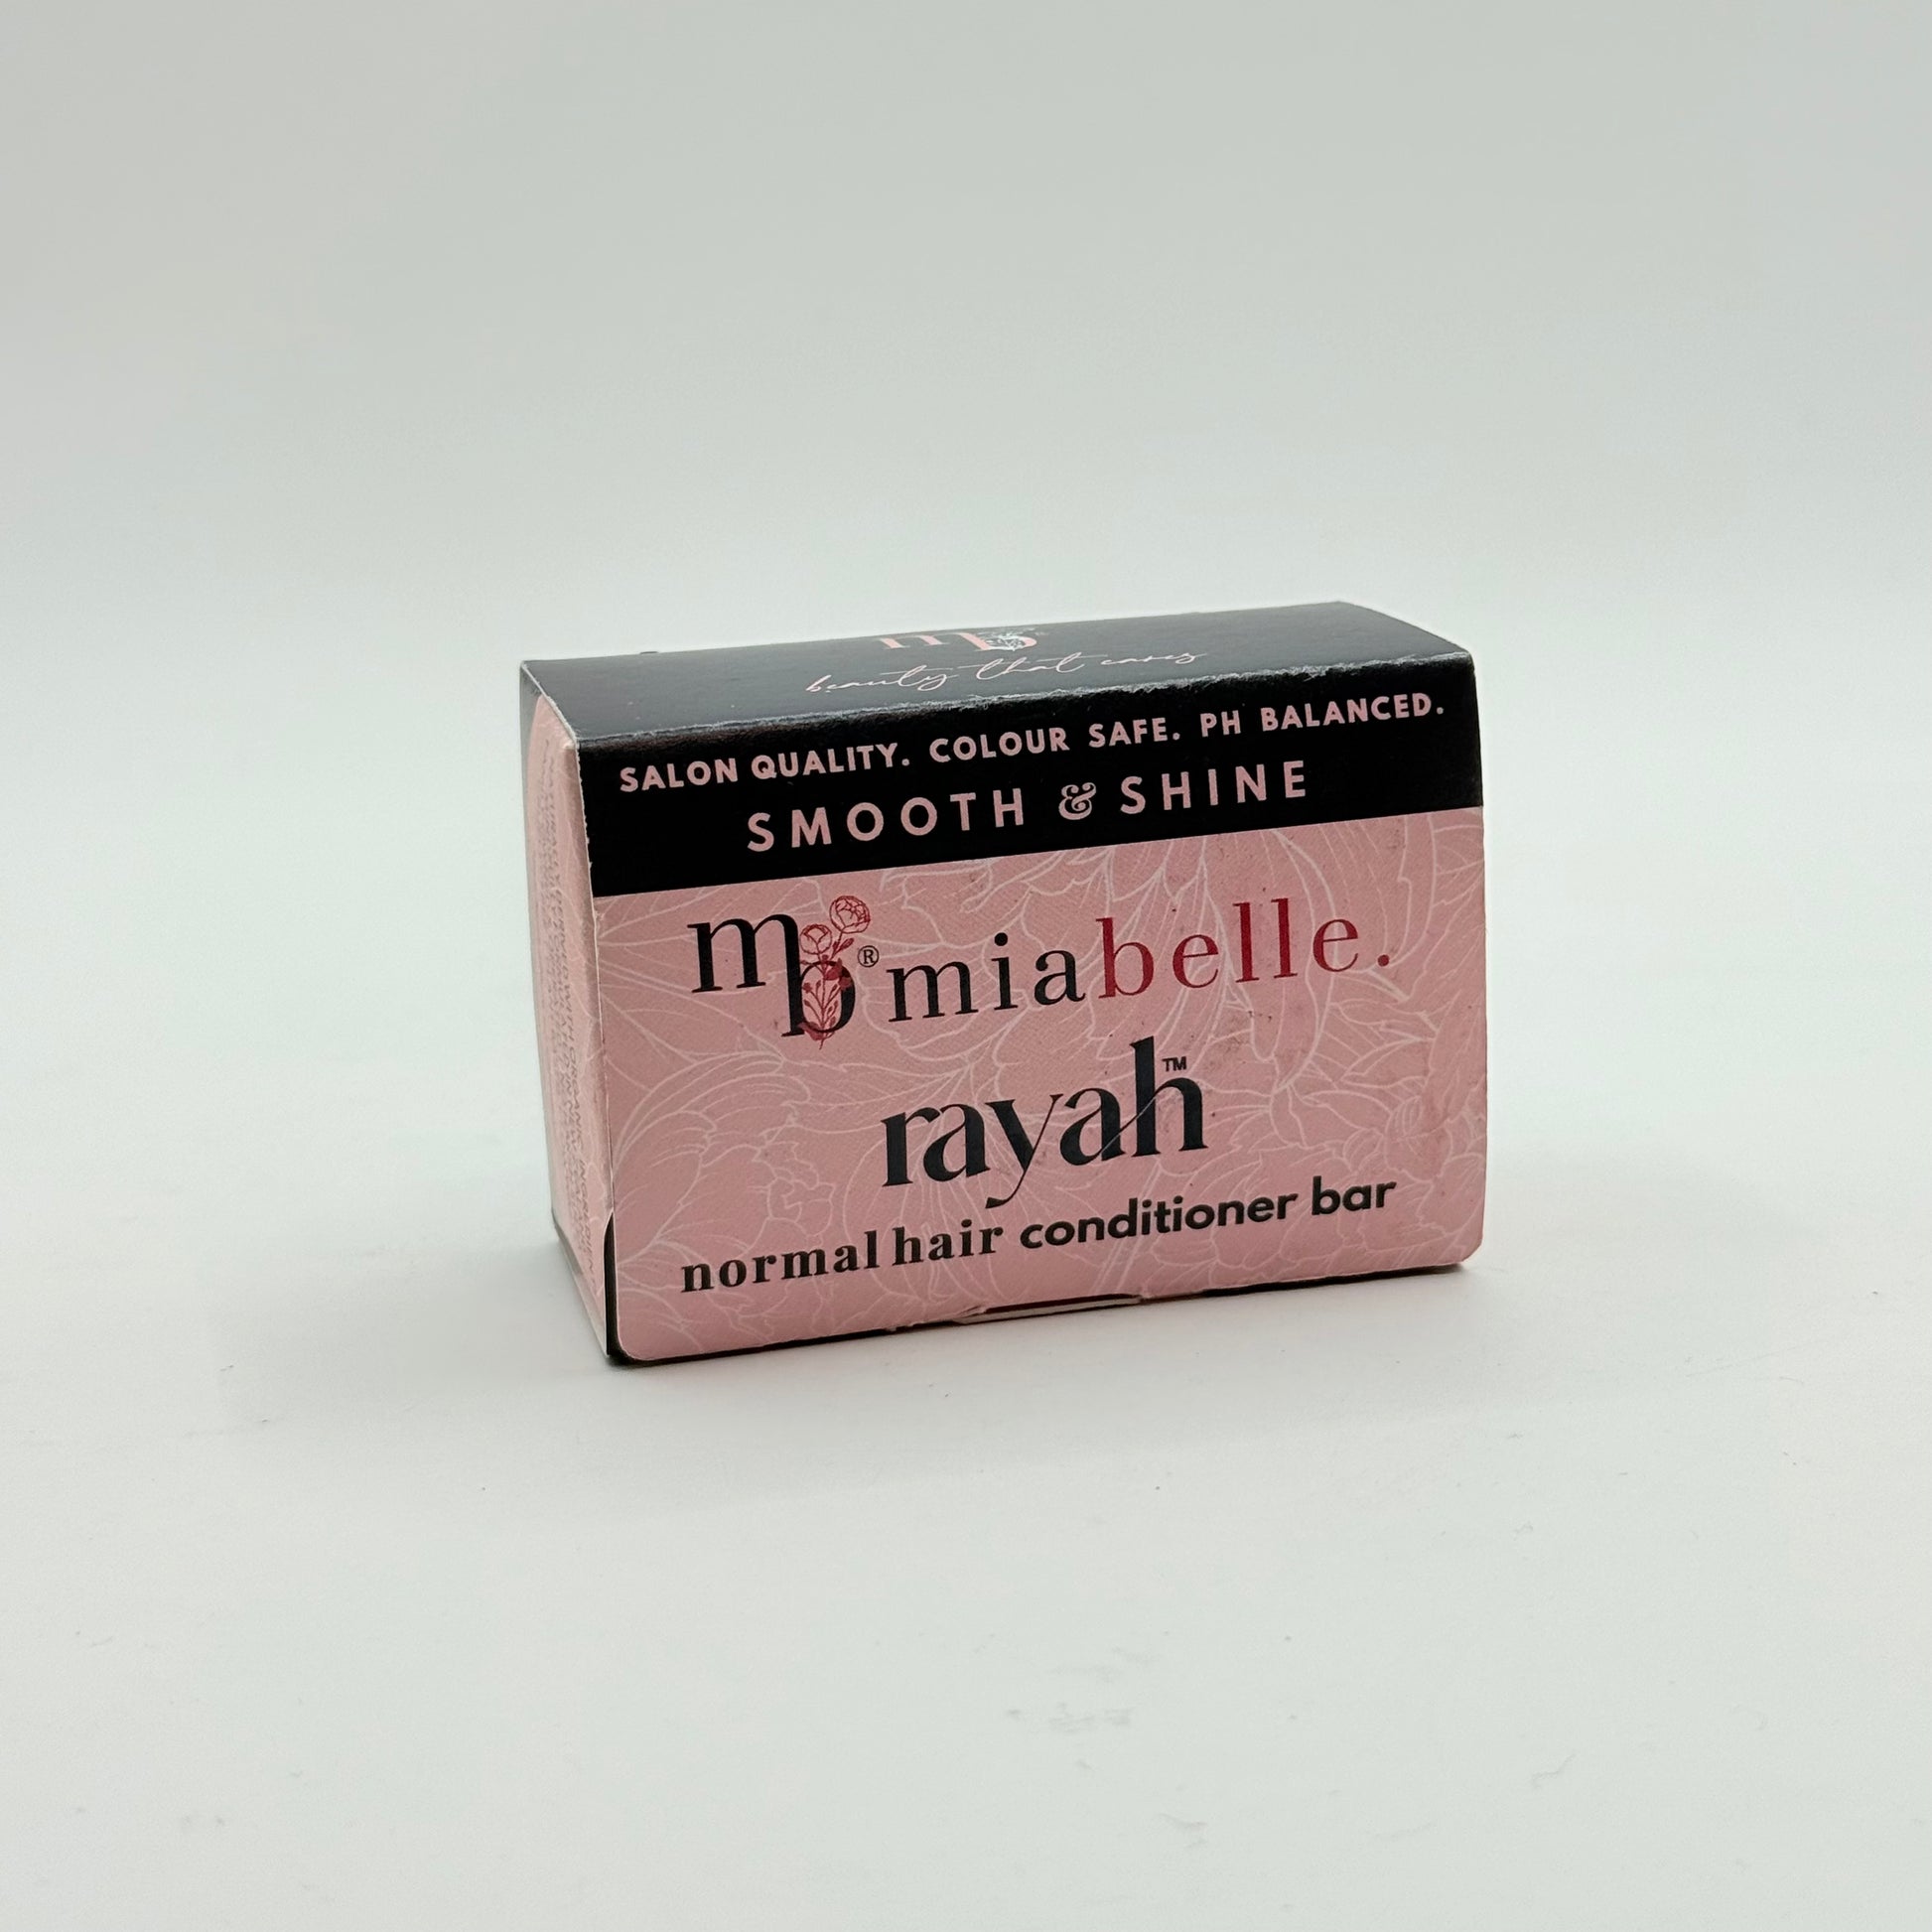 mb
beauty that cares
SALON QUALITY. COLOUR SAFE. PH BALANCED.
SMOOTH & SHINE
mb® miabelle.
rayah™
normal hair conditioner bar